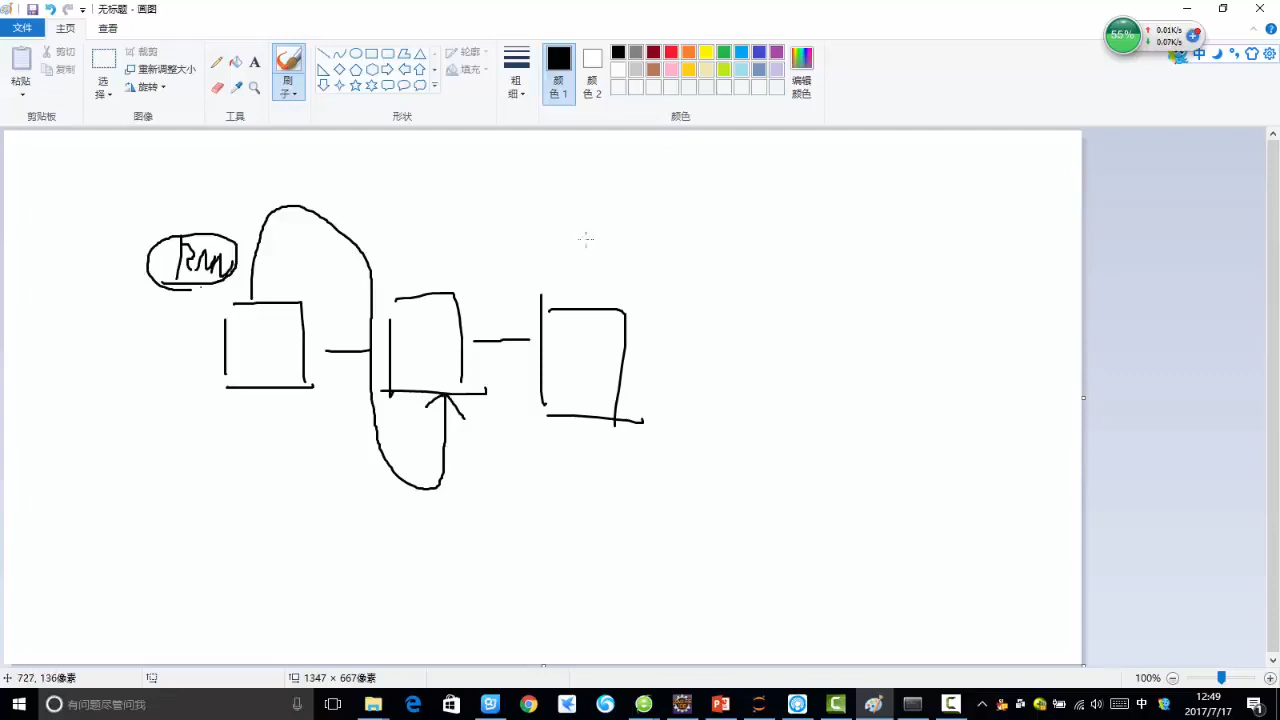 无标题 - 画图
文件 主页 查看
粘贴
剪切
复制
剪贴板
选择
裁剪
重新调整大小
旋转
图像
A
工具
刷子
轮廓
填充
形状
粗细
颜色 1
颜色 2
编辑颜色
颜色
55%
0.01K/s
0.07K/s
中
RNN
727, 136像素
1347 × 667像素
100%
有问题尽管问我
中
12:49
2017/7/17